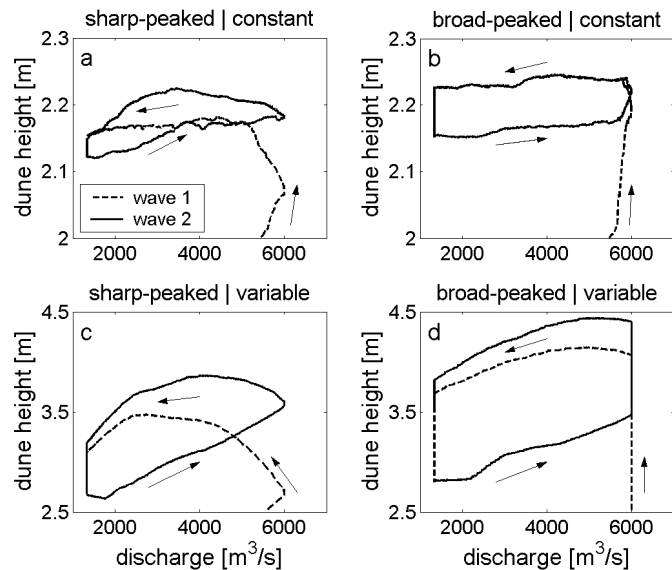 sharp-peaked | constant
broad-peaked | constant
2.3
2.2
2.1
2
dune height [m]
a
wave 1
wave 2
2000 4000 6000
2.3
2.2
2.1
2
dune height [m]
b
2000 4000 6000
sharp-peaked | variable
broad-peaked | variable
4.5
3.5
2.5
dune height [m]
c
2000 4000 6000
discharge [m³/s]
4.5
3.5
2.5
dune height [m]
d
2000 4000 6000
discharge [m³/s]